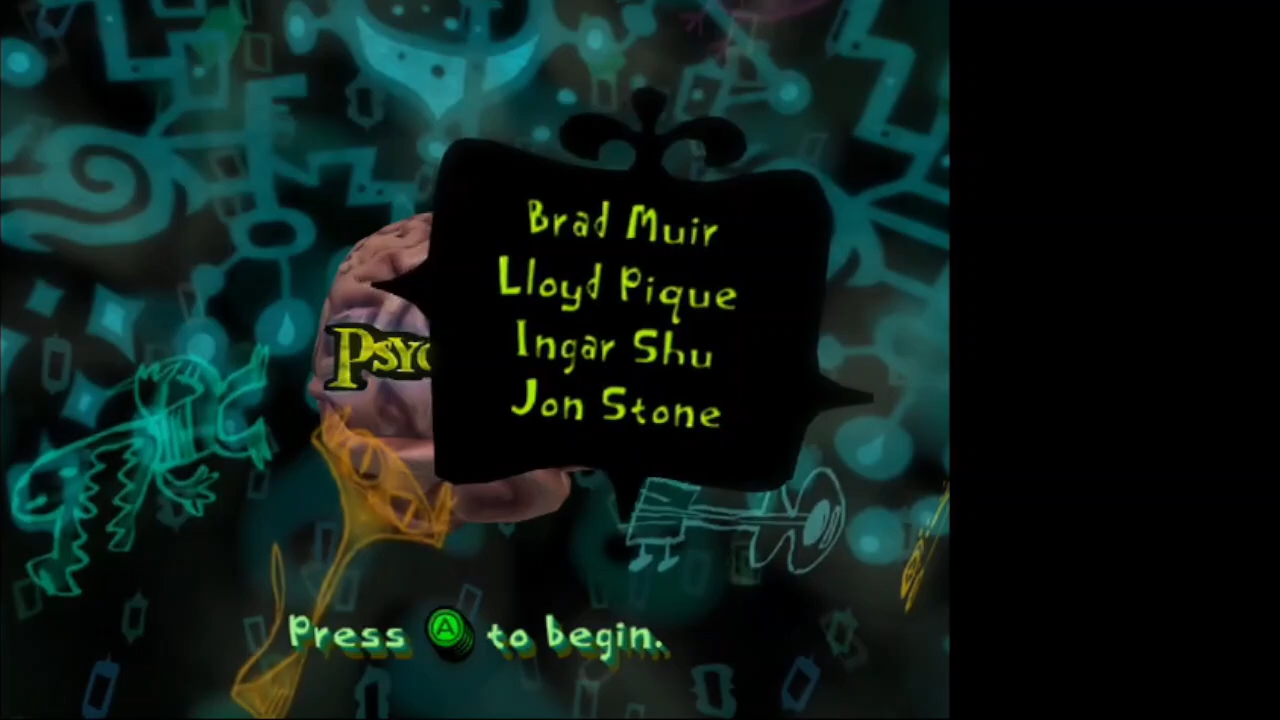 Brad Muir
Lloyd Pique
Ingar Shu
Jon Stone
Psyc
Press A to begin.